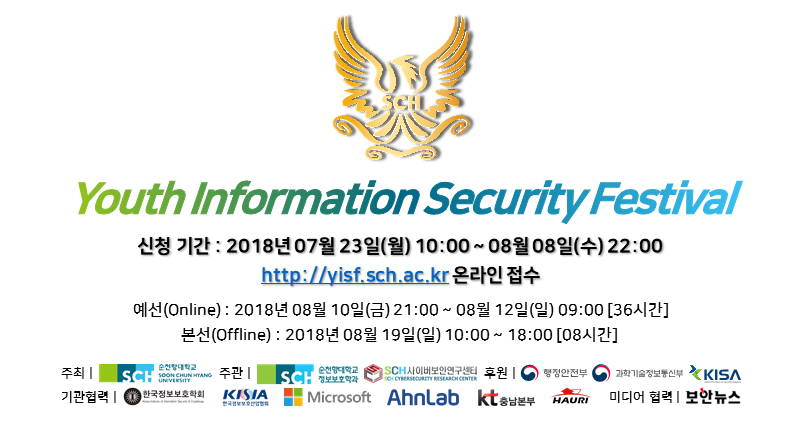 SCH
Youth Information Security Festival
신청 기간 : 2018년 07월 23일(월) 10:00 ~ 08월 08일(수) 22:00
http://yisf.sch.ac.kr 온라인 접수
예선(Online) : 2018년 08월 10일(금) 21:00 ~ 08월 12일(일) 09:00 [36시간]
본선(Offline) : 2018년 08월 19일(일) 10:00 ~ 18:00 [08시간]
주최 | SCH 순천향대학교 SOON CHUN HYANG UNIVERSITY 주관 | SCH 순천향대학교 정보보호학과 SCH사이버보안연구센터 SCH CYBERSECURITY RESEARCH CENTER 후원 | 행정안전부 과학기술정보통신부 KISA
기관협력 | 한국정보보호학회 KISIA 한국정보보호산업협회 Microsoft AhnLab kt충남본부 HAURI 미디어 협력 | 보안뉴스